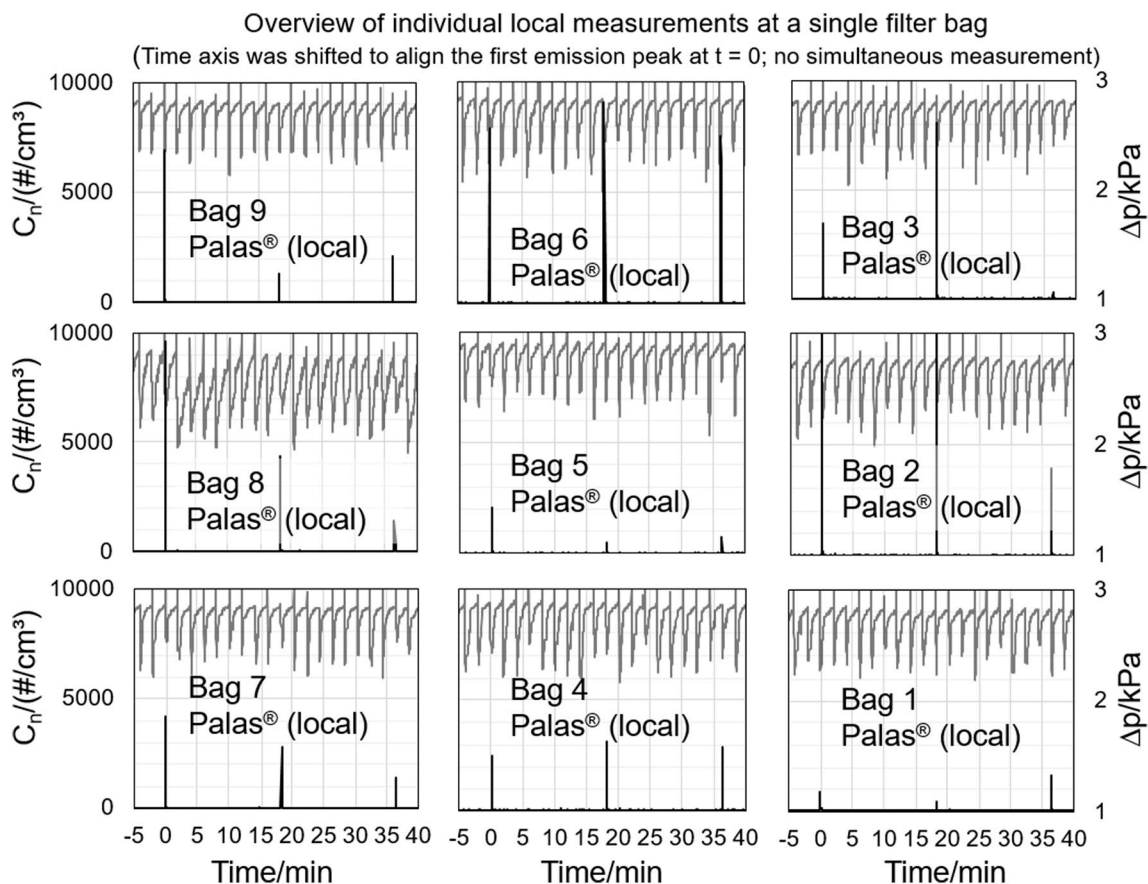 Overview of individual local measurements at a single filter bag
(Time axis was shifted to align the first emission peak at t = 0; no simultaneous measurement)
Cn/(#/cm³)
10000
5000
0
Bag 9
Palas® (local)
Bag 6
Palas® (local)
Bag 3
Palas® (local)
3
2
1
Δp/kPa
Cn/(#/cm³)
10000
5000
0
Bag 8
Palas® (local)
Bag 5
Palas® (local)
Bag 2
Palas® (local)
3
2
1
Δp/kPa
Cn/(#/cm³)
10000
5000
0
Bag 7
Palas® (local)
Bag 4
Palas® (local)
Bag 1
Palas® (local)
3
2
1
Δp/kPa
-5 0 5 10 15 20 25 30 35 40
-5 0 5 10 15 20 25 30 35 40
-5 0 5 10 15 20 25 30 35 40
Time/min
Time/min
Time/min